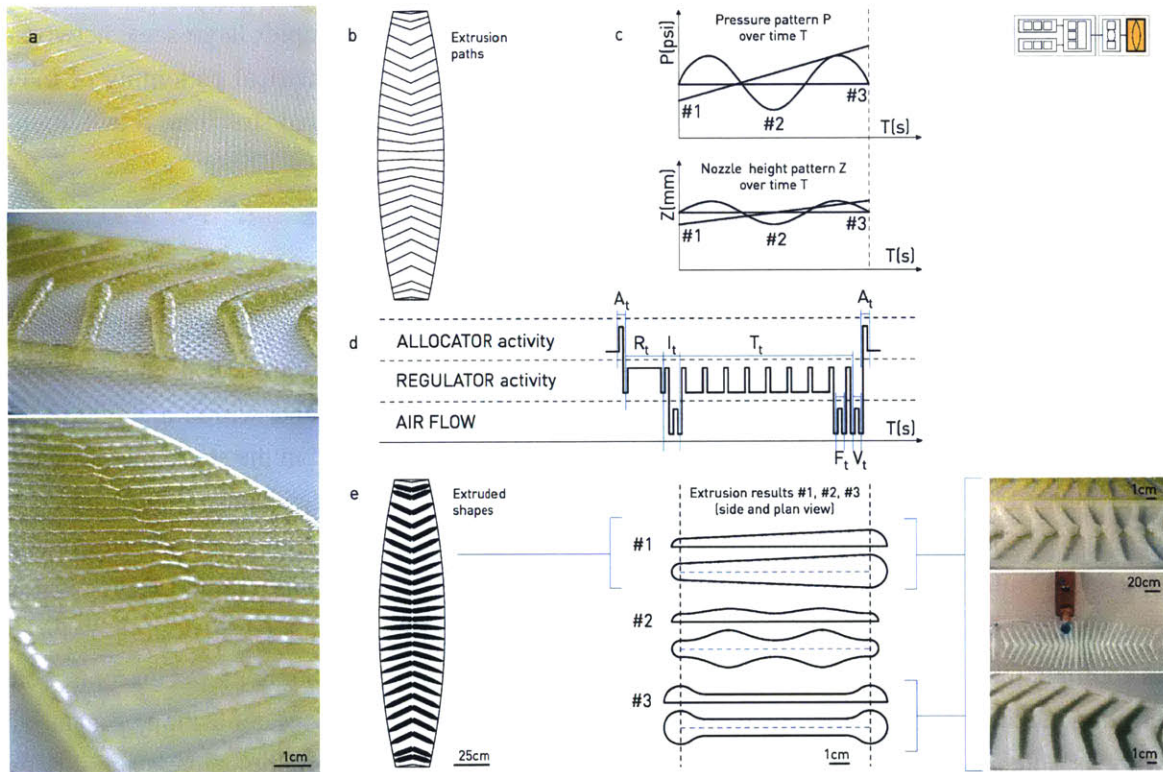 a
1cm
b
Extrusion
paths
c
P[psi]
Pressure pattern P
over time T
#1
#2
#3
T[s]
Z[mm]
Nozzle height pattern Z
over time T
#1
#2
#3
T[s]
d
ALLOCATOR activity
REGULATOR activity
AIR FLOW
At
Rt
It
Tt
At
Ft
Vt
T[s]
e
Extruded
shapes
25cm
Extrusion results #1, #2, #3
(side and plan view)
#1
#2
#3
1cm
1cm
20cm
1cm